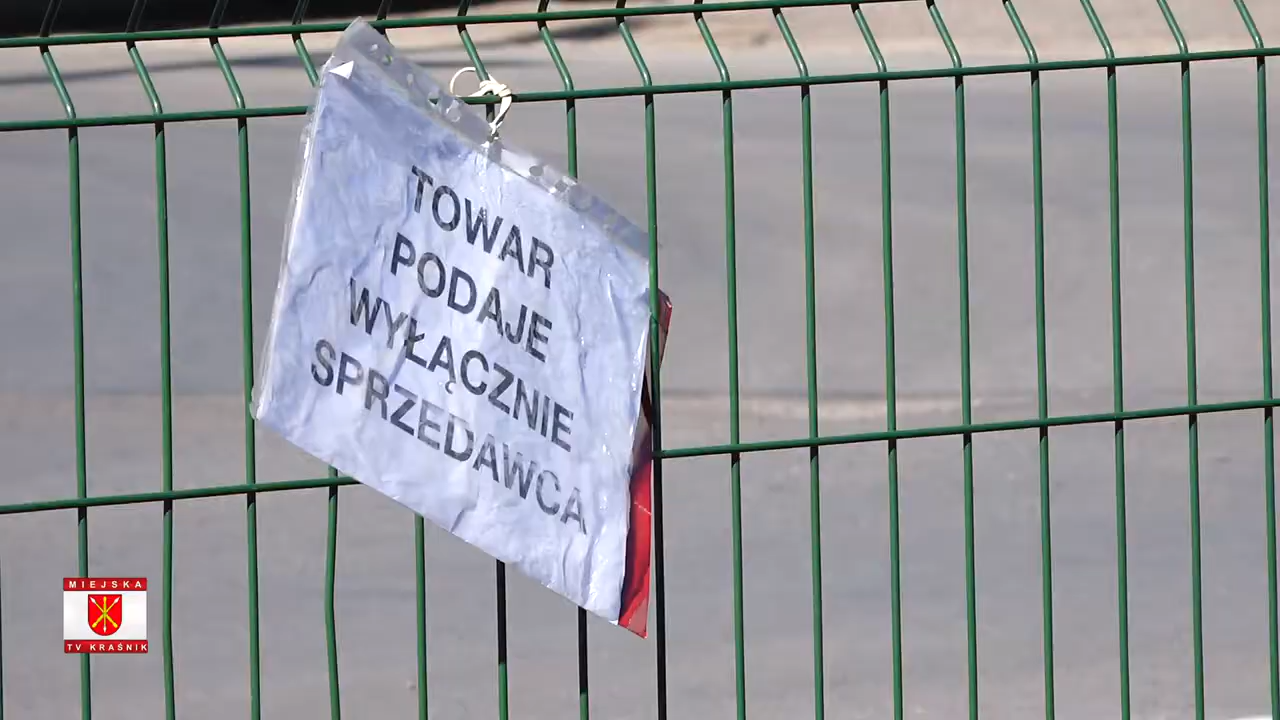 TOWAR
PODAJE
WYŁĄCZNIE
SPRZEDAWCA
MIEJSKA
TV KRAŚNIK